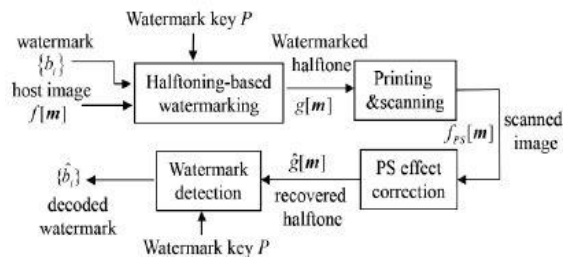 Watermark key P
watermark
{b_i}
host image
f[m]
Halftoning-based
watermarking
Watermarked
halftone
g[m]
Printing
&scanning
scanned
image
f_PS[m]
PS effect
correction
ĝ[m]
recovered
halftone
Watermark
detection
{b̂_i}
decoded
watermark
Watermark key P